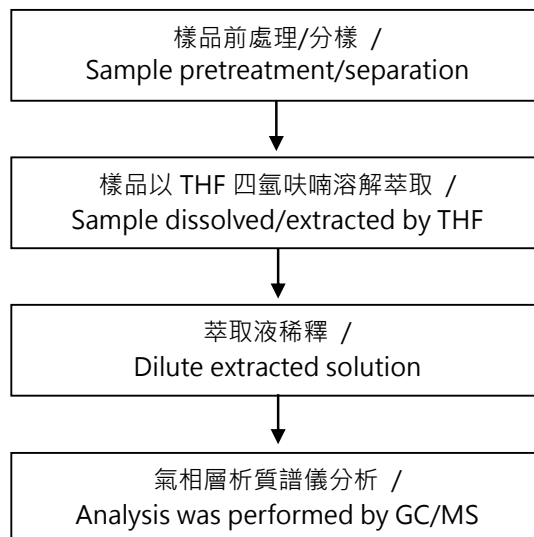 樣品前處理/分樣 /
Sample pretreatment/separation
樣品以 THF 四氫呋喃溶解萃取 /
Sample dissolved/extracted by THF
萃取液稀釋 /
Dilute extracted solution
氣相層析質譜儀分析 /
Analysis was performed by GC/MS